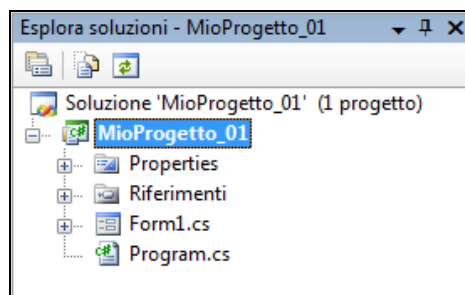 Esplora soluzioni - MioProgetto_01
Soluzione 'MioProgetto_01' (1 progetto)
MioProgetto_01
Properties
Riferimenti
Form1.cs
Program.cs